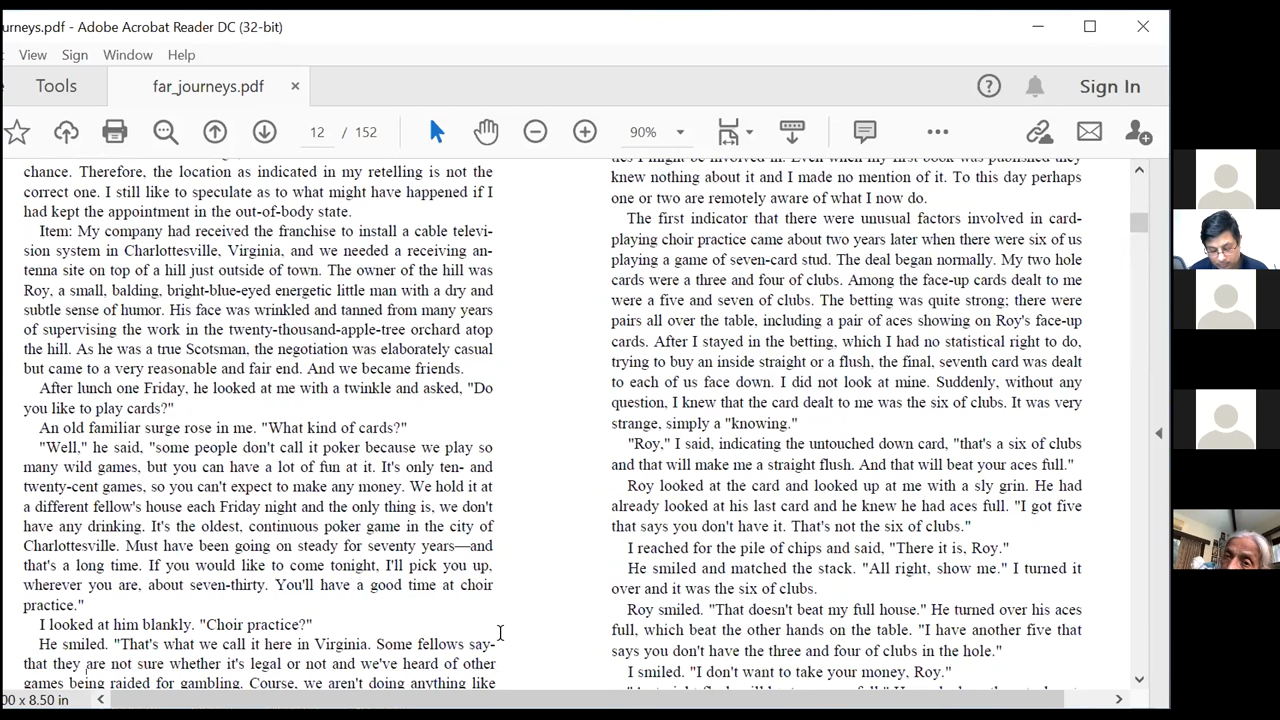 urneys.pdf - Adobe Acrobat Reader DC (32-bit)
View Sign Window Help
Tools far_journeys.pdf × Sign In
12 / 152 90%
chance. Therefore, the location as indicated in my retelling is not the
correct one. I still like to speculate as to what might have happened if I
had kept the appointment in the out-of-body state.
Item: My company had received the franchise to install a cable televi-
sion system in Charlottesville, Virginia, and we needed a receiving an-
tenna site on top of a hill just outside of town. The owner of the hill was
Roy, a small, balding, bright-blue-eyed energetic little man with a dry and
subtle sense of humor. His face was wrinkled and tanned from many years
of supervising the work in the twenty-thousand-apple-tree orchard atop
the hill. As he was a true Scotsman, the negotiation was elaborately casual
but came to a very reasonable and fair end. And we became friends.
After lunch one Friday, he looked at me with a twinkle and asked, "Do
you like to play cards?"
An old familiar surge rose in me. "What kind of cards?"
"Well," he said, "some people don't call it poker because we play so
many wild games, but you can have a lot of fun at it. It's only ten- and
twenty-cent games, so you can't expect to make any money. We hold it at
a different fellow's house each Friday night and the only thing is, we don't
have any drinking. It's the oldest, continuous poker game in the city of
Charlottesville. Must have been going on steady for seventy years—and
that's a long time. If you would like to come tonight, I'll pick you up,
wherever you are, about seven-thirty. You'll have a good time at choir
practice."
I looked at him blankly. "Choir practice?"
He smiled. "That's what we call it here in Virginia. Some fellows say-
that they are not sure whether it's legal or not and we've heard of other
games being raided for gambling. Course, we aren't doing anything like
ties I might be involved in. Even when my first book was published they
knew nothing about it and I made no mention of it. To this day perhaps
one or two are remotely aware of what I now do.
The first indicator that there were unusual factors involved in card-
playing choir practice came about two years later when there were six of us
playing a game of seven-card stud. The deal began normally. My two hole
cards were a three and four of clubs. Among the face-up cards dealt to me
were a five and seven of clubs. The betting was quite strong; there were
pairs all over the table, including a pair of aces showing on Roy's face-up
cards. After I stayed in the betting, which I had no statistical right to do,
trying to buy an inside straight or a flush, the final, seventh card was dealt
to each of us face down. I did not look at mine. Suddenly, without any
question, I knew that the card dealt to me was the six of clubs. It was very
strange, simply a "knowing."
"Roy," I said, indicating the untouched down card, "that's a six of clubs
and that will make me a straight flush. And that will beat your aces full."
Roy looked at the card and looked up at me with a sly grin. He had
already looked at his last card and he knew he had aces full. "I got five
that says you don't have it. That's not the six of clubs."
I reached for the pile of chips and said, "There it is, Roy."
He smiled and matched the stack. "All right, show me." I turned it
over and it was the six of clubs.
Roy smiled. "That doesn't beat my full house." He turned over his aces
full, which beat the other hands on the table. "I have another five that
says you don't have the three and four of clubs in the hole."
I smiled. "I don't want to take your money, Roy."
00 x 8.50 in